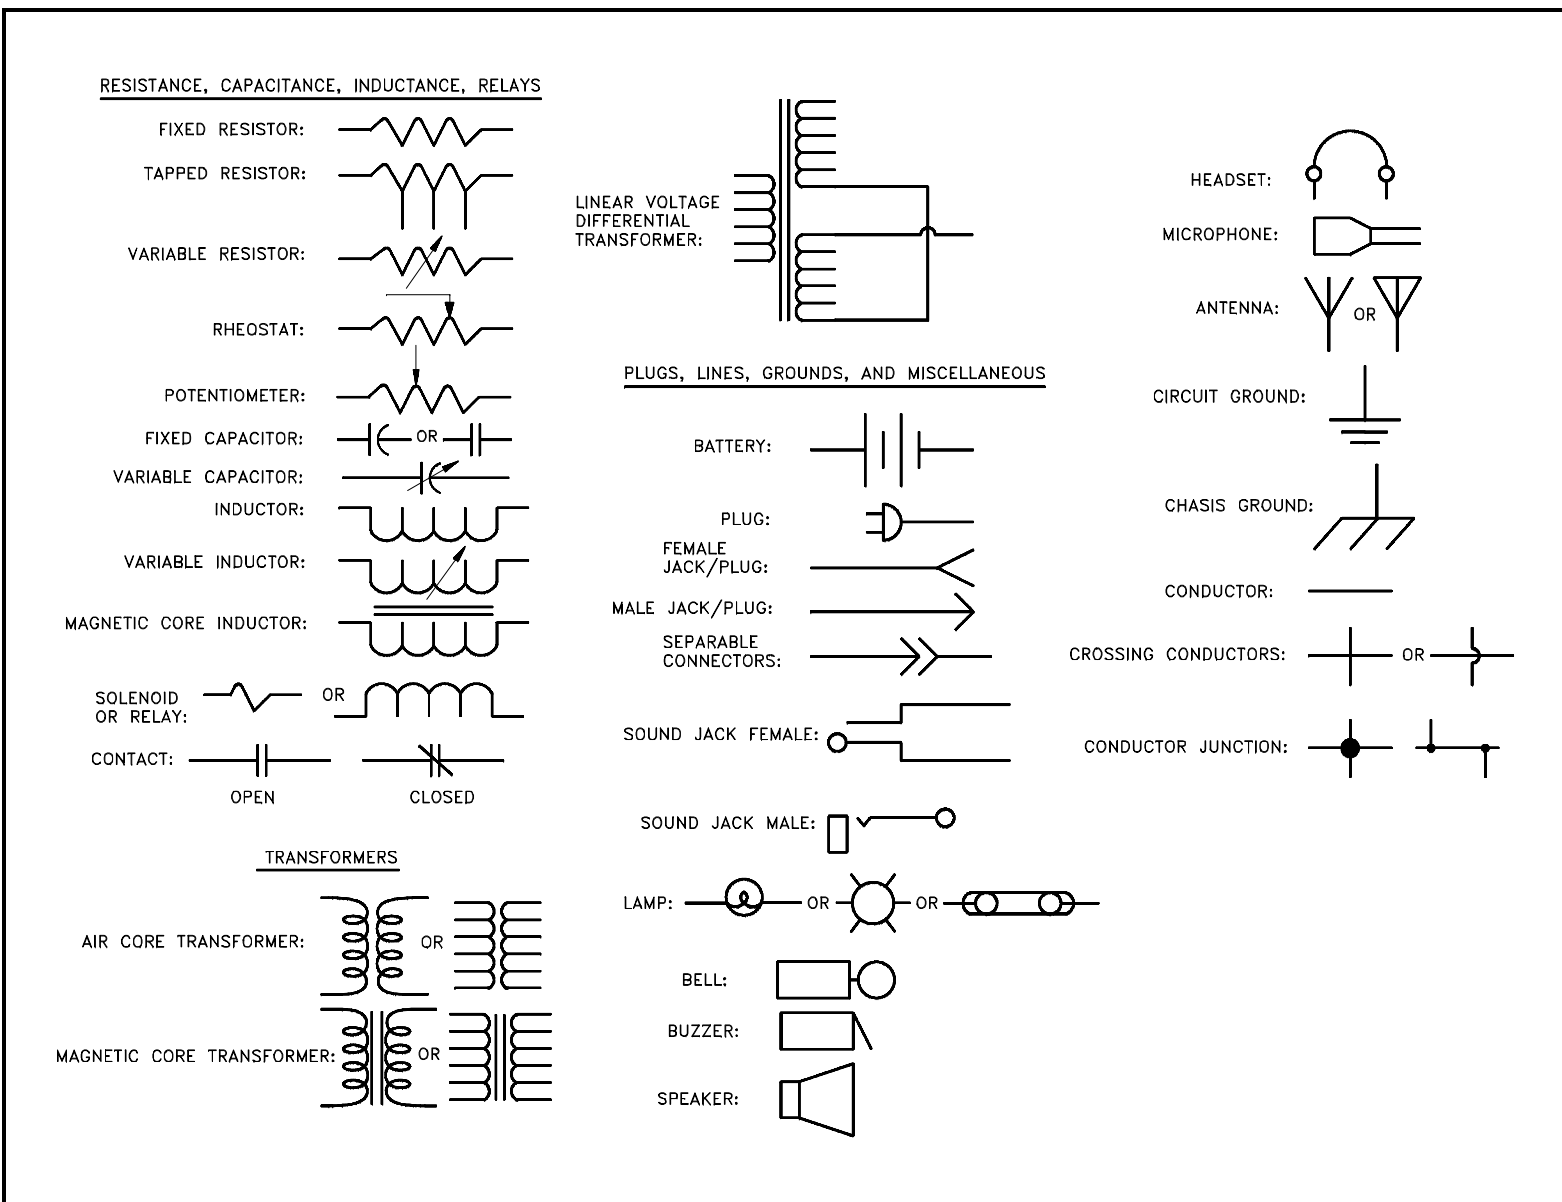 RESISTANCE, CAPACITANCE, INDUCTANCE, RELAYS
FIXED RESISTOR:
TAPPED RESISTOR:
VARIABLE RESISTOR:
RHEOSTAT:
POTENTIOMETER:
FIXED CAPACITOR: OR
VARIABLE CAPACITOR:
INDUCTOR:
VARIABLE INDUCTOR:
MAGNETIC CORE INDUCTOR:
SOLENOID
OR RELAY: OR
CONTACT:
OPEN CLOSED
TRANSFORMERS
AIR CORE TRANSFORMER: OR
MAGNETIC CORE TRANSFORMER: OR
LINEAR VOLTAGE
DIFFERENTIAL
TRANSFORMER:
PLUGS, LINES, GROUNDS, AND MISCELLANEOUS
BATTERY:
PLUG:
FEMALE
JACK/PLUG:
MALE JACK/PLUG:
SEPARABLE
CONNECTORS:
SOUND JACK FEMALE:
SOUND JACK MALE:
LAMP: OR OR
BELL:
BUZZER:
SPEAKER:
HEADSET:
MICROPHONE:
ANTENNA: OR
CIRCUIT GROUND:
CHASIS GROUND:
CONDUCTOR:
CROSSING CONDUCTORS: OR
CONDUCTOR JUNCTION: